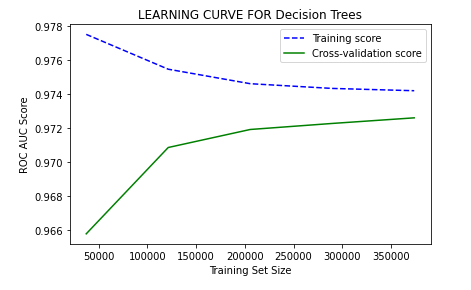 LEARNING CURVE FOR Decision Trees
Training score
Cross-validation score
ROC AUC Score
0.978
0.976
0.974
0.972
0.970
0.968
0.966
50000 100000 150000 200000 250000 300000 350000
Training Set Size